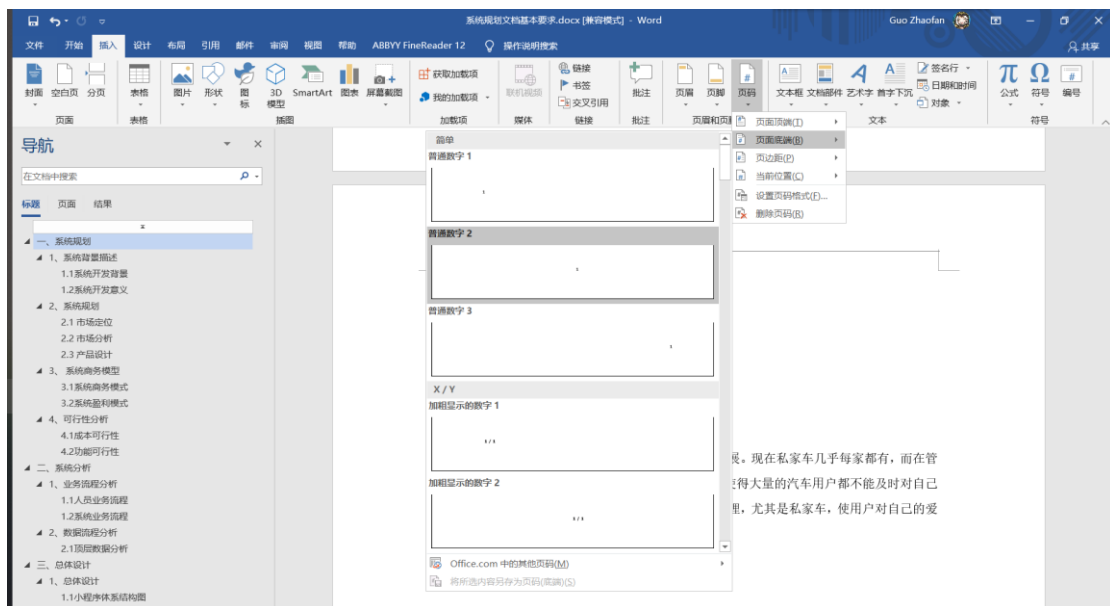 系统规划文档基本要求.docx [兼容模式] - Word
Guo Zhaofan
文件 开始 插入 设计 布局 引用 邮件 审阅 视图 帮助 ABBYY FineReader 12 操作说明搜索 共享
封面 空白页 分页
页面
表格
表格
图片 形状 图标 3D 模型 SmartArt 图表 屏幕截图
插图
获取加载项
我的加载项
加载项
联机视频
媒体
链接
书签
交叉引用
链接
批注
批注
页眉 页脚 页码
页眉和页
文本框 文档部件 艺术字 首字下沉
签名行
日期和时间
对象
文本
公式 符号 编号
符号
页面顶端(T)
页面底端(B)
页边距(P)
当前位置(C)
设置页码格式(F)...
删除页码(R)
导航
在文档中搜索
标题 页面 结果
一、系统规划
1、系统背景描述
1.1系统开发背景
1.2系统开发意义
2、系统规划
2.1 市场定位
2.2 市场分析
2.3 产品设计
3、 系统商务模型
3.1系统商务模式
3.2系统盈利模式
4、可行性分析
4.1成本可行性
4.2功能可行性
二、系统分析
1、业务流程分析
1.1人员业务流程
1.2系统业务流程
2、数据流程分析
2.1顶层数据分析
三、总体设计
1、总体设计
1.1小程序体系结构图
简单
普通数字 1
1
普通数字 2
1
普通数字 3
1
X / Y
加粗显示的数字 1
1 / 1
加粗显示的数字 2
1 / 1
Office.com 中的其他页码(M)
将所选内容另存为页码(底端)(S)
展。现在私家车几乎每家都有，而在管
使得大量的汽车用户都不能及时对自己
理，尤其是私家车，使用户对自己的爱